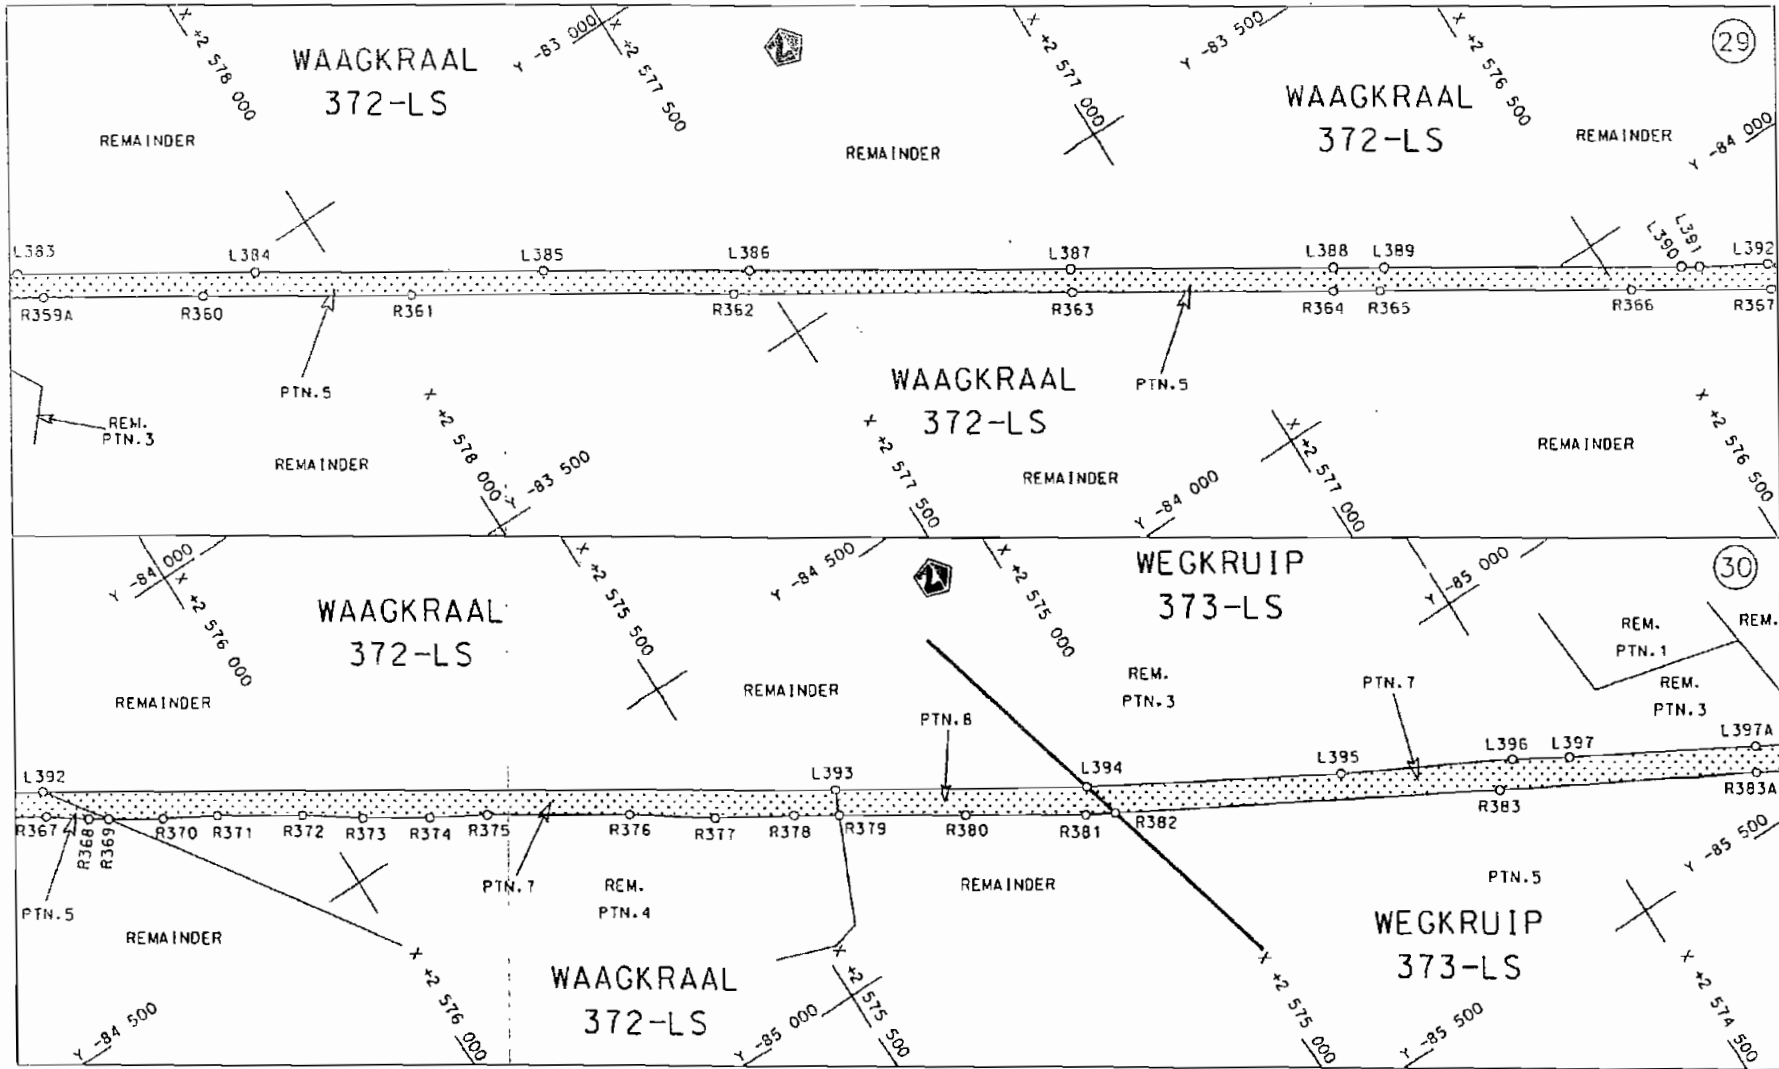 X +2 578 000
WAAGKRAAL
372-LS
Y -83 000
X +2 577 500
X +2 577 000
Y -83 500
X +2 576 500
29
WAAGKRAAL
372-LS
REMAINDER
REMAINDER
REMAINDER
Y -84 000
L383
L384
L385
L386
L387
L388
L389
L390
L391
L392
R359A
R360
R361
R362
R363
R364
R365
R366
R367
PTN.5
WAAGKRAAL
372-LS
PTN.5
REM.
PTN.3
REMAINDER
X +2 578 000
Y -83 500
X +2 577 500
REMAINDER
Y -84 000
X +2 577 000
REMAINDER
X +2 576 500
Y -84 000
X +2 576 000
WAAGKRAAL
372-LS
X +2 575 500
Y -84 500
X +2 575 000
WEGKRUIP
373-LS
Y -85 000
30
REM.
PTN.1
REM.
REMAINDER
REMAINDER
REM.
PTN.3
PTN.7
REM.
PTN.3
PTN.8
L392
L393
L394
L395
L396
L397
L397A
R367
R368
R369
R370
R371
R372
R373
R374
R375
R376
R377
R378
R379
R380
R381
R382
R383
R383A
PTN.5
PTN.7
REM.
PTN.4
REMAINDER
PTN.5
Y -85 500
REMAINDER
WAAGKRAAL
372-LS
WEGKRUIP
373-LS
Y -84 500
X +2 576 000
Y -85 000
X +2 575 500
X +2 575 000
Y -85 500
X +2 574 500